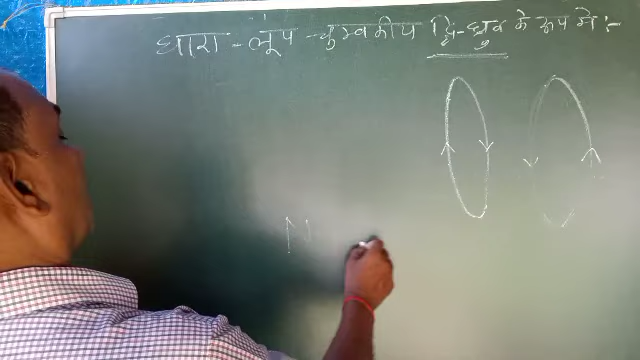 धारा - लूप - चुम्बकीय द्वि-ध्रुव के रूप में :-
N